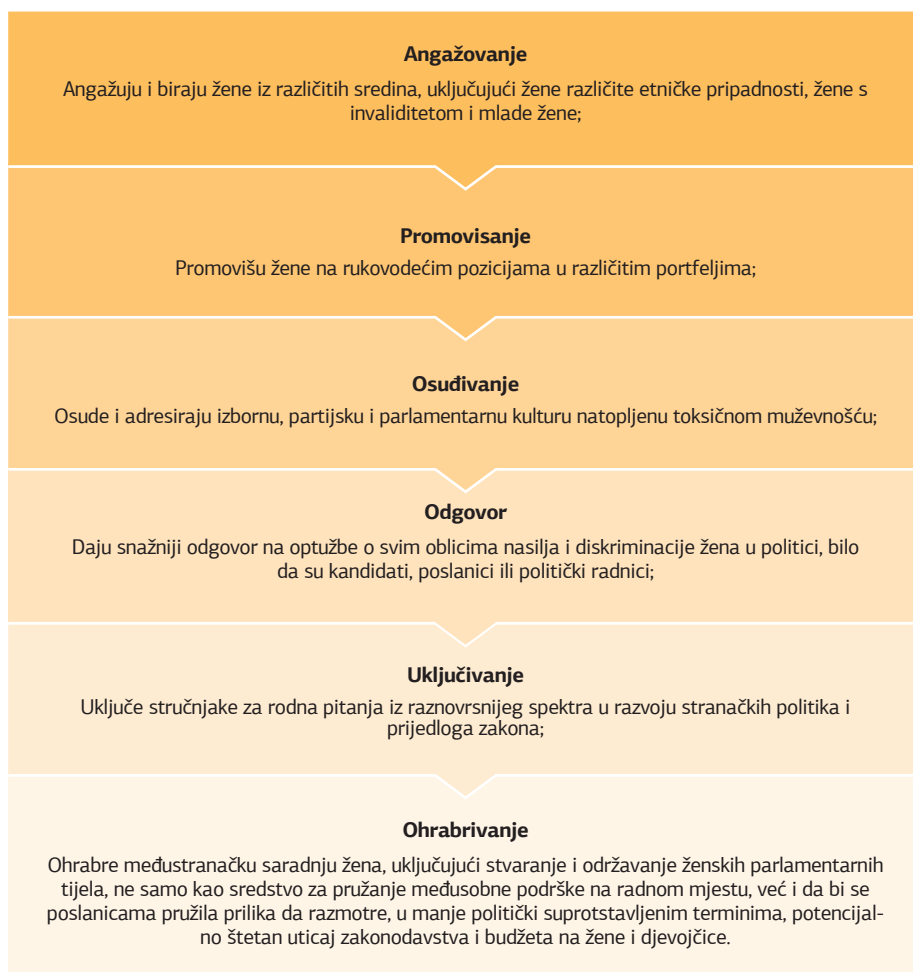 Angažovanje
Angažuju i biraju žene iz različitih sredina, uključujući žene različite etničke pripadnosti, žene s
invaliditetom i mlade žene;
Promovisanje
Promovišu žene na rukovodećim pozicijama u različitim portfeljima;
Osuđivanje
Osude i adresiraju izbornu, partijsku i parlamentarnu kulturu natopljenu toksičnom muževnošću;
Odgovor
Daju snažniji odgovor na optužbe o svim oblicima nasilja i diskriminacije žena u politici, bilo
da su kandidati, poslanici ili politički radnici;
Uključivanje
Uključe stručnjake za rodna pitanja iz raznovrsnijeg spektra u razvoju stranačkih politika i
prijedloga zakona;
Ohrabrivanje
Ohrabre međustranačku saradnju žena, uključujući stvaranje i održavanje ženskih parlamentarnih
tijela, ne samo kao sredstvo za pružanje međusobne podrške na radnom mjestu, već i da bi se
poslanicama pružila prilika da razmotre, u manje politički suprotstavljenim terminima, potencijal-
no štetan uticaj zakonodavstva i budžeta na žene i djevojčice.